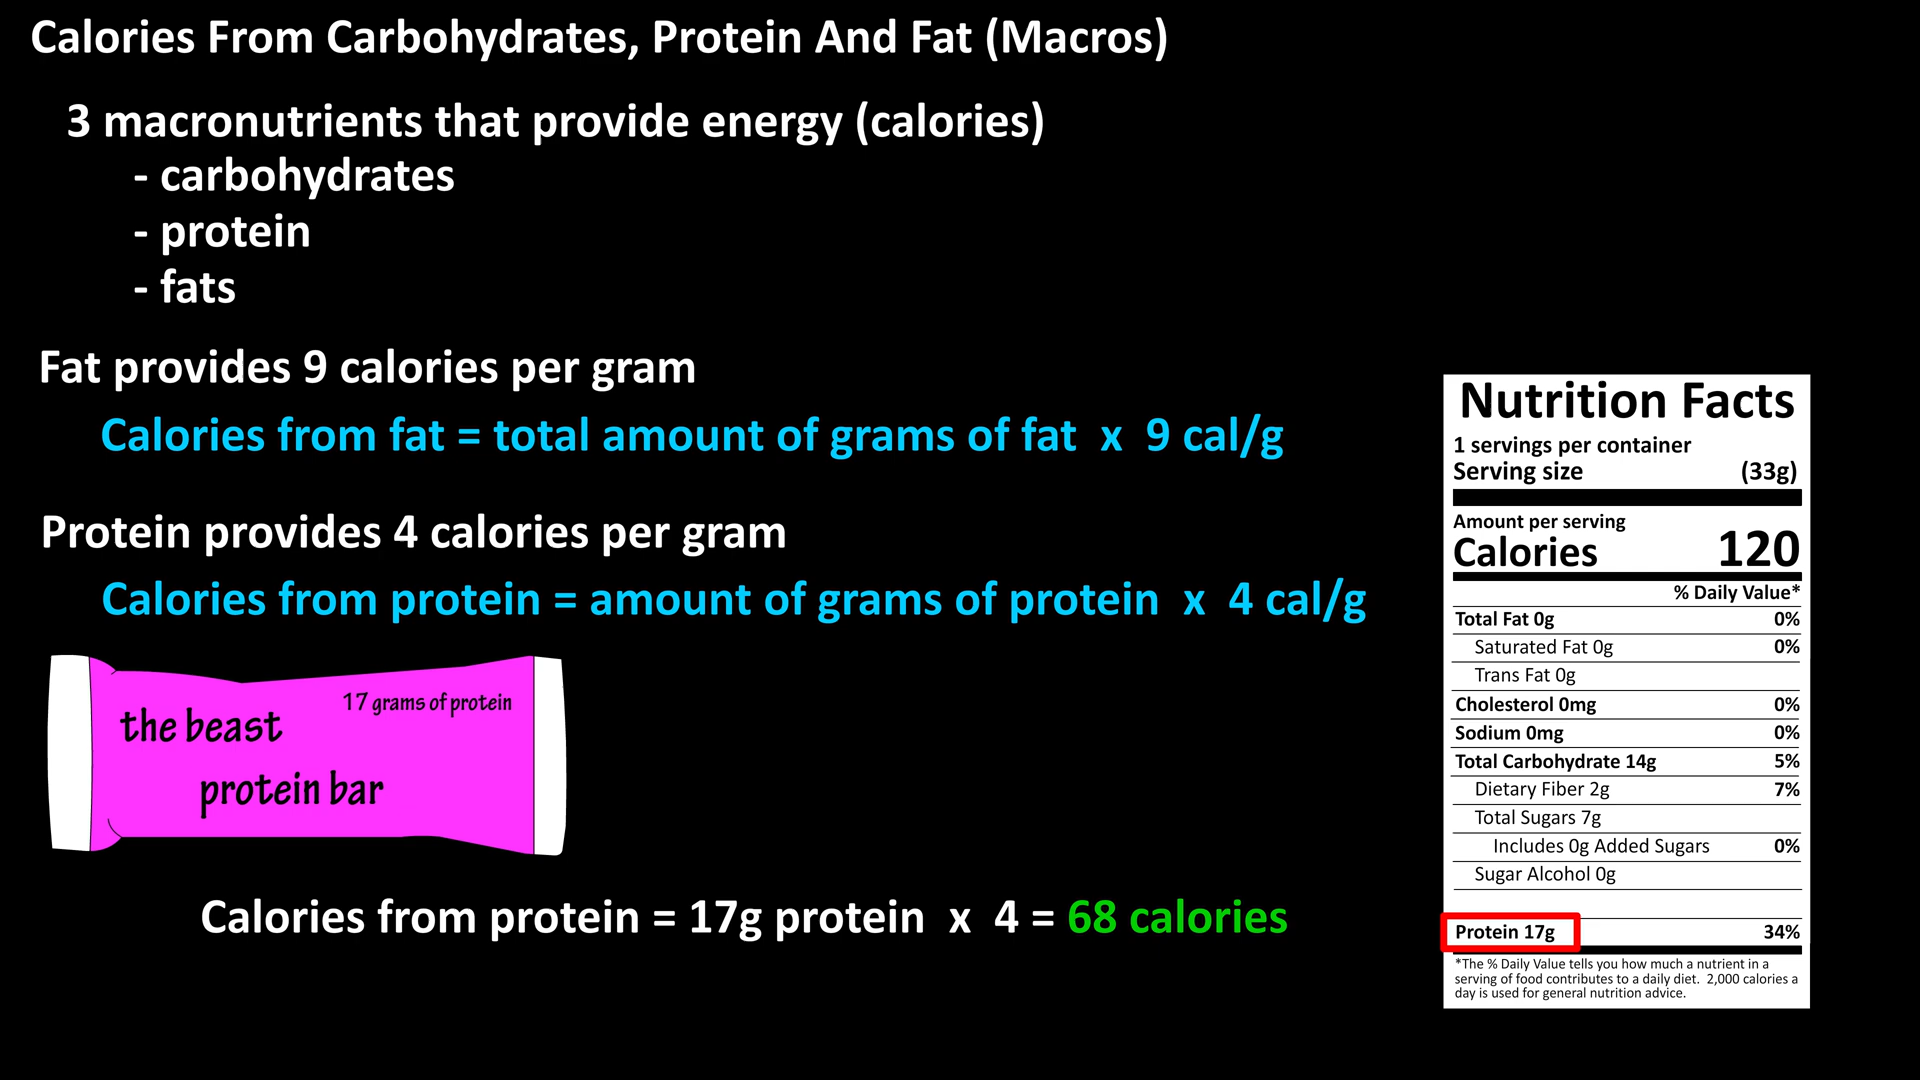 Calories From Carbohydrates, Protein And Fat (Macros)
3 macronutrients that provide energy (calories)
- carbohydrates
- protein
- fats
Fat provides 9 calories per gram
Calories from fat = total amount of grams of fat x 9 cal/g
Protein provides 4 calories per gram
Calories from protein = amount of grams of protein x 4 cal/g
17 grams of protein
the beast
protein bar
Calories from protein = 17g protein x 4 = 68 calories
Nutrition Facts
1 servings per container
Serving size (33g)
Amount per serving
Calories 120
% Daily Value*
Total Fat 0g 0%
Saturated Fat 0g 0%
Trans Fat 0g
Cholesterol 0mg 0%
Sodium 0mg 0%
Total Carbohydrate 14g 5%
Dietary Fiber 2g 7%
Total Sugars 7g
Includes 0g Added Sugars 0%
Sugar Alcohol 0g
Protein 17g 34%
*The % Daily Value tells you how much a nutrient in a
serving of food contributes to a daily diet. 2,000 calories a
day is used for general nutrition advice.